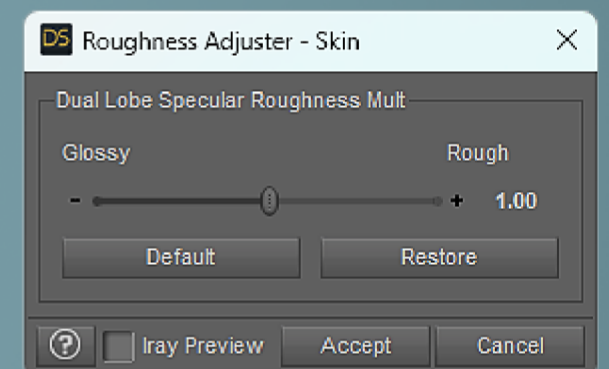 DS Roughness Adjuster - Skin
Dual Lobe Specular Roughness Mult
Glossy Rough
- + 1.00
Default Restore
? Iray Preview Accept Cancel